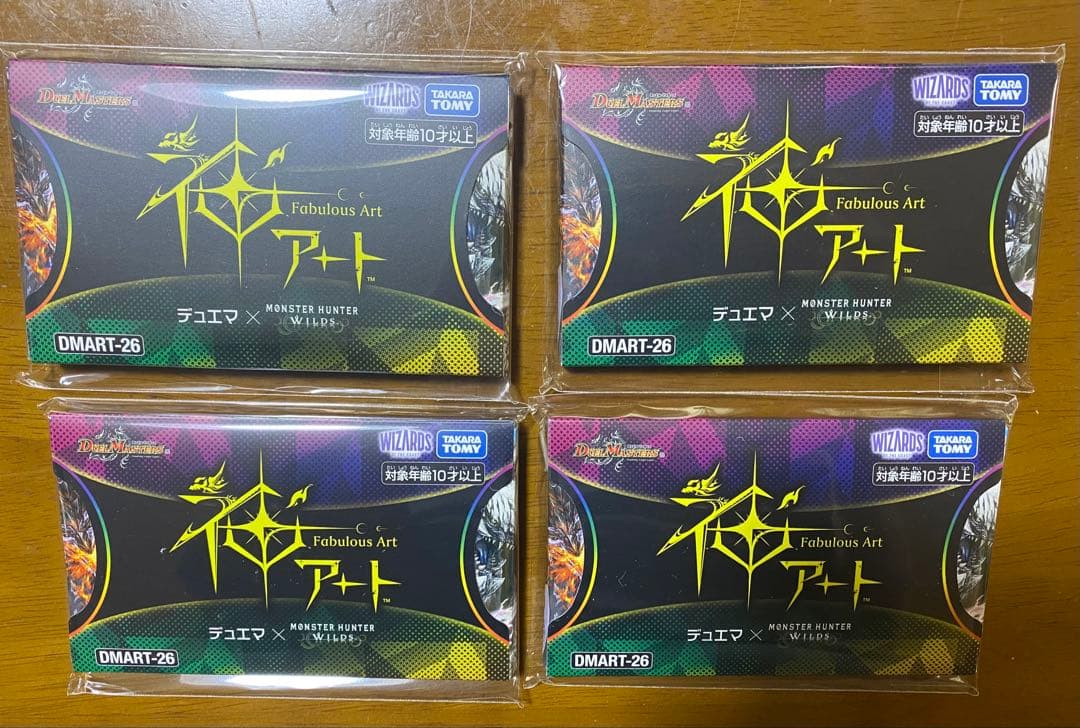 DUEL MASTERS
WIZARDS
TAKARA TOMY
対象年齢10才以上
神アート
Fabulous Art
デュエマ × MONSTER HUNTER WILDS
DMART-26
DUEL MASTERS
WIZARDS
TAKARA TOMY
対象年齢10才以上
神アート
Fabulous Art
デュエマ × MONSTER HUNTER WILDS
DMART-26
DUEL MASTERS
WIZARDS
TAKARA TOMY
対象年齢10才以上
神アート
Fabulous Art
デュエマ × MONSTER HUNTER WILDS
DMART-26
DUEL MASTERS
WIZARDS
TAKARA TOMY
対象年齢10才以上
神アート
Fabulous Art
デュエマ × MONSTER HUNTER WILDS
DMART-26